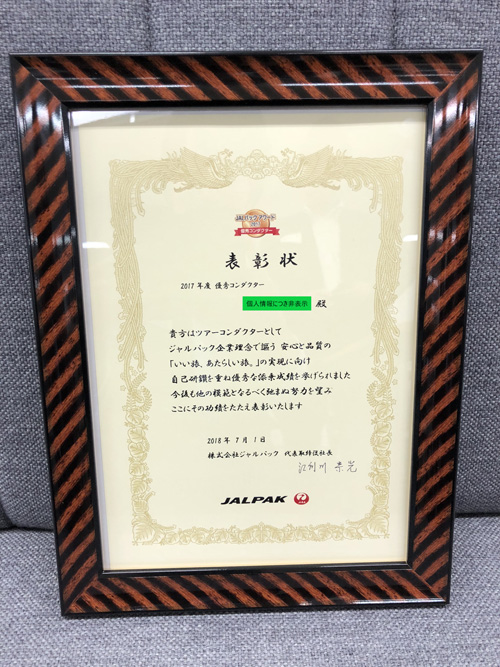 JALパックアワード
優秀コンダクター
表彰状
2017年度 優秀コンダクター
個人情報につき非表示 殿
貴方はツアーコンダクターとして
ジャルパック企業理念で謳う 安心と品質の
「いい旅、あたらしい旅。」の実現に向け
自己研鑽を重ね優秀な添乗成績を挙げられました
今後も他の模範となるべく弛まぬ努力を望み
ここにその功績をたたえ表彰いたします
2018年 7月 1日
株式会社ジャルパック 代表取締役社長
江利川 宗光
JALPAK